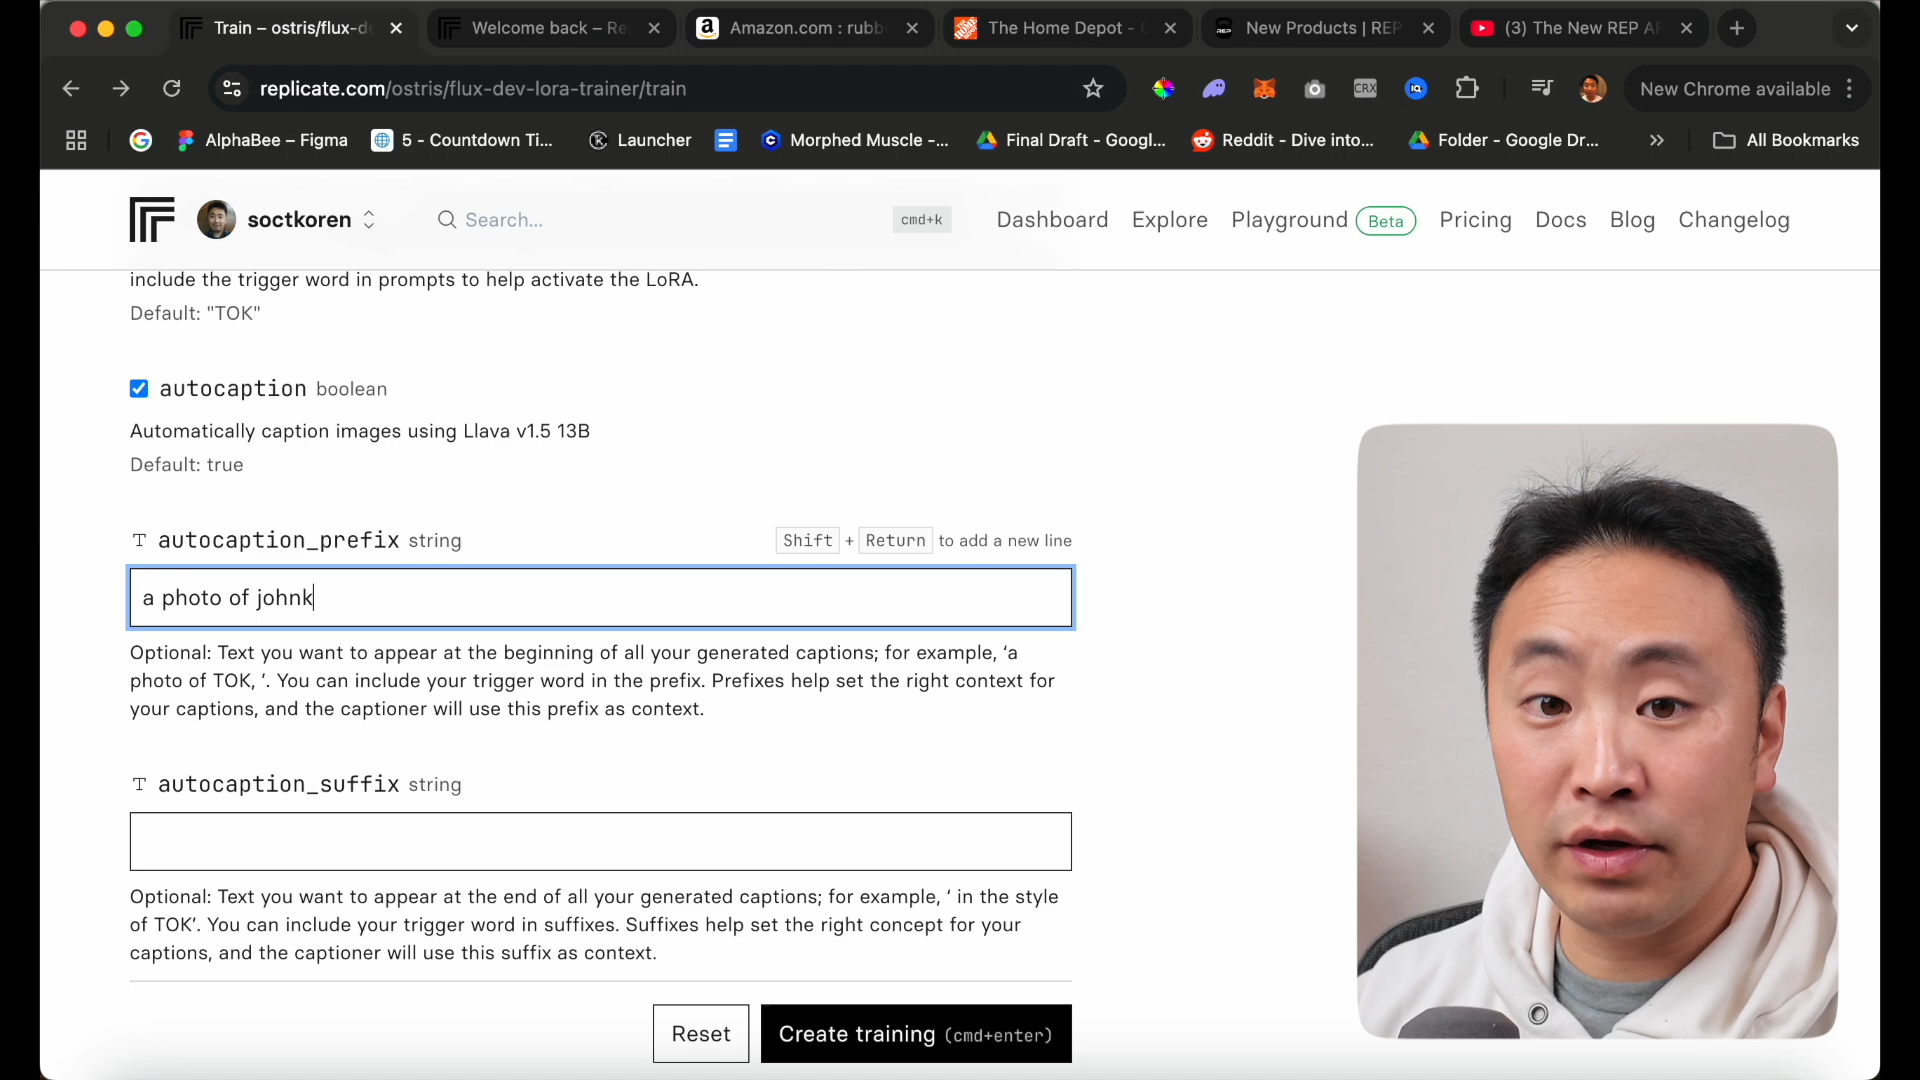 Train – ostris/flux-d
Welcome back – Re
Amazon.com : rubb
The Home Depot -
New Products | REP
(3) The New REP AR
replicate.com/ostris/flux-dev-lora-trainer/train
CRX
IQ
New Chrome available
AlphaBee – Figma
5 - Countdown Ti...
Launcher
Morphed Muscle -...
Final Draft - Googl...
Reddit - Dive into...
Folder - Google Dr...
All Bookmarks
soctkoren
Search...
cmd+k
Dashboard
Explore
Playground Beta
Pricing
Docs
Blog
Changelog
include the trigger word in prompts to help activate the LoRA.
Default: "TOK"
autocaption boolean
Automatically caption images using Llava v1.5 13B
Default: true
T autocaption_prefix string
Shift + Return to add a new line
a photo of johnk
Optional: Text you want to appear at the beginning of all your generated captions; for example, ‘a
photo of TOK, ’. You can include your trigger word in the prefix. Prefixes help set the right context for
your captions, and the captioner will use this prefix as context.
T autocaption_suffix string
Optional: Text you want to appear at the end of all your generated captions; for example, ‘ in the style
of TOK’. You can include your trigger word in suffixes. Suffixes help set the right concept for your
captions, and the captioner will use this suffix as context.
Reset
Create training (cmd+enter)